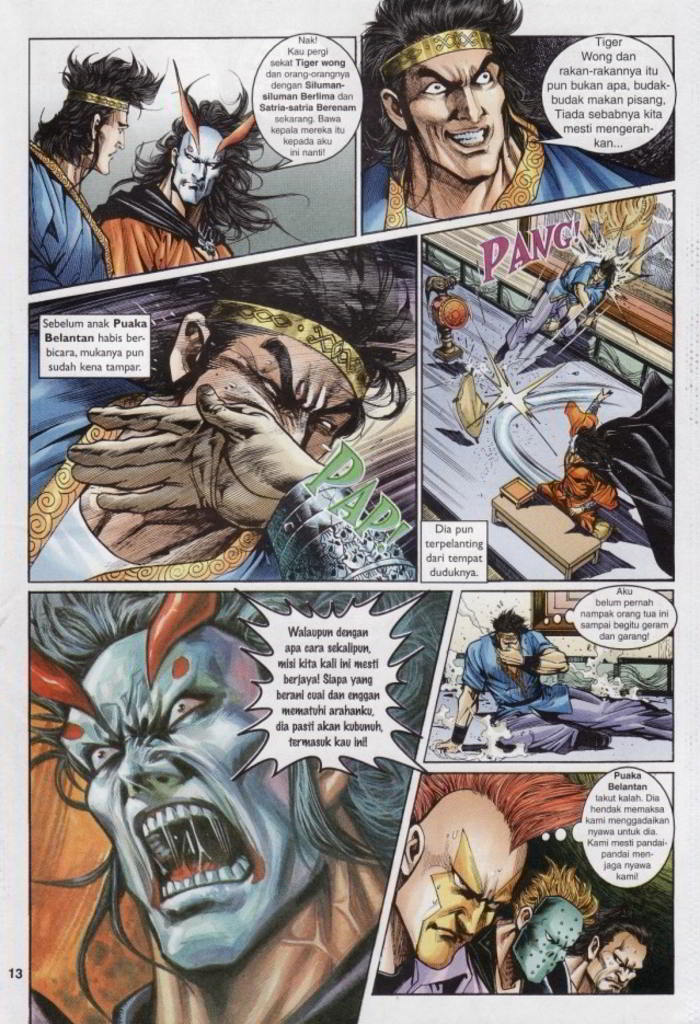 Nak!
Kau pergi
sekat Tiger wong
dan orang-orangnya
dengan Siluman-
siluman Berlima dan
Satria-satria Berenam
sekarang. Bawa
kepala mereka itu
kepada aku
ini nanti!
Tiger
Wong dan
rakan-rakannya itu
pun bukan apa, budak-
budak makan pisang,
Tiada sebabnya kita
mesti mengerah-
kan...
Sebelum anak Puaka
Belantan habis ber-
bicara, mukanya pun
sudah kena tampar.
PAP!
PANG!
Dia pun
terpelanting
dari tempat
duduknya.
Walaupun dengan
apa cara sekalipun,
misi kita kali ini mesti
berjaya! Siapa yang
berani cuai dan enggan
mematuhi arahanku,
dia pasti akan kubunuh,
termasuk kau ini!
Aku
belum pernah
nampak orang tua ini
sampai begitu geram
dan garang!
Puaka
Belantan
takut kalah. Dia
hendak memaksa
kami menggadaikan
nyawa untuk dia.
Kami mesti pandai-
pandai men-
jaga nyawa
kami!
13